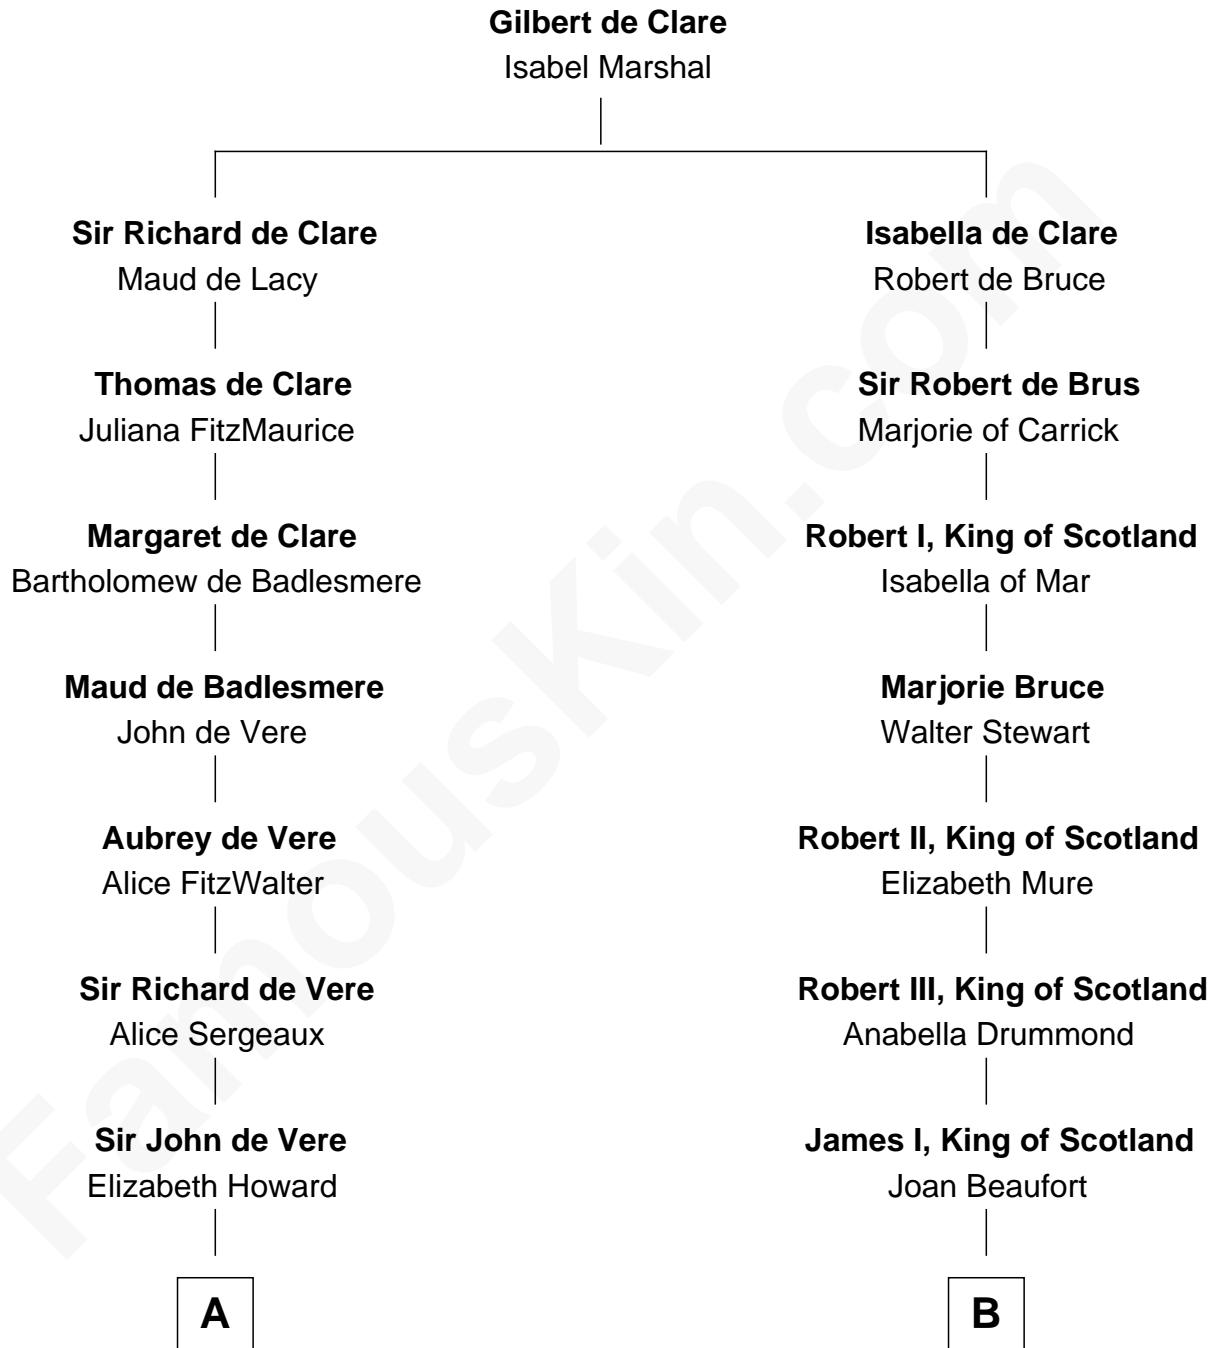 Gilbert de Clare
Isabel Marshal
Sir Richard de Clare
Maud de Lacy
Thomas de Clare
Juliana FitzMaurice
Margaret de Clare
Bartholomew de Badlesmere
Maud de Badlesmere
John de Vere
Aubrey de Vere
Alice FitzWalter
Sir Richard de Vere
Alice Sergeaux
Sir John de Vere
Elizabeth Howard
A
Isabella de Clare
Robert de Bruce
Sir Robert de Brus
Marjorie of Carrick
Robert I, King of Scotland
Isabella of Mar
Marjorie Bruce
Walter Stewart
Robert II, King of Scotland
Elizabeth Mure
Robert III, King of Scotland
Anabella Drummond
James I, King of Scotland
Joan Beaufort
B
FamousKin.com